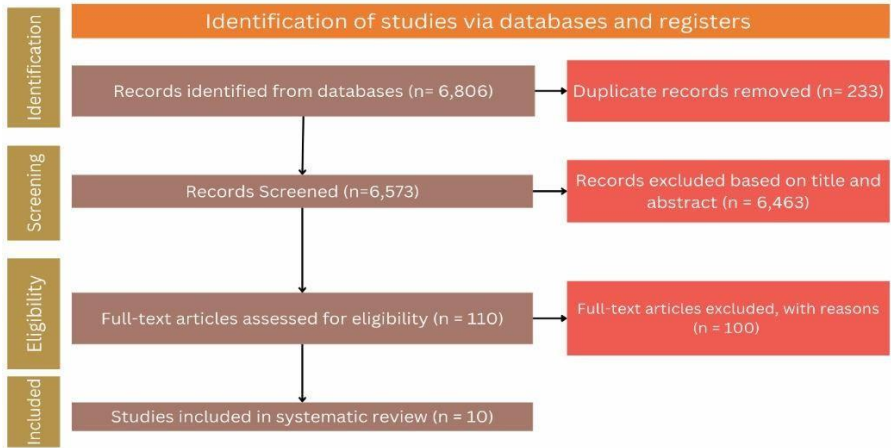 Identification of studies via databases and registers
Identification
Records identified from databases (n= 6,806)
Duplicate records removed (n= 233)
Screening
Records Screened (n=6,573)
Records excluded based on title and
abstract (n = 6,463)
Eligibility
Full-text articles assessed for eligibility (n = 110)
Full-text articles excluded, with reasons
(n = 100)
Included
Studies included in systematic review (n = 10)